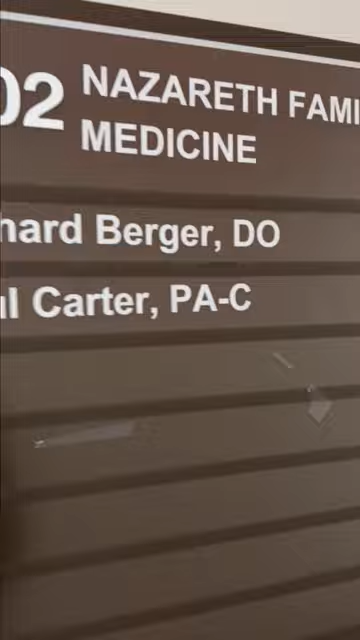 02 NAZARETH FAMI
MEDICINE
hard Berger, DO
l Carter, PA-C